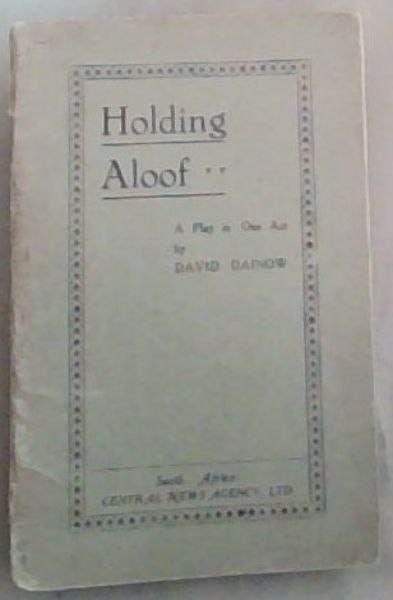 Holding
Aloof ..
A Play in One Act
by
DAVID DAINOW
South Africa:
CENTRAL NEWS AGENCY, LTD.